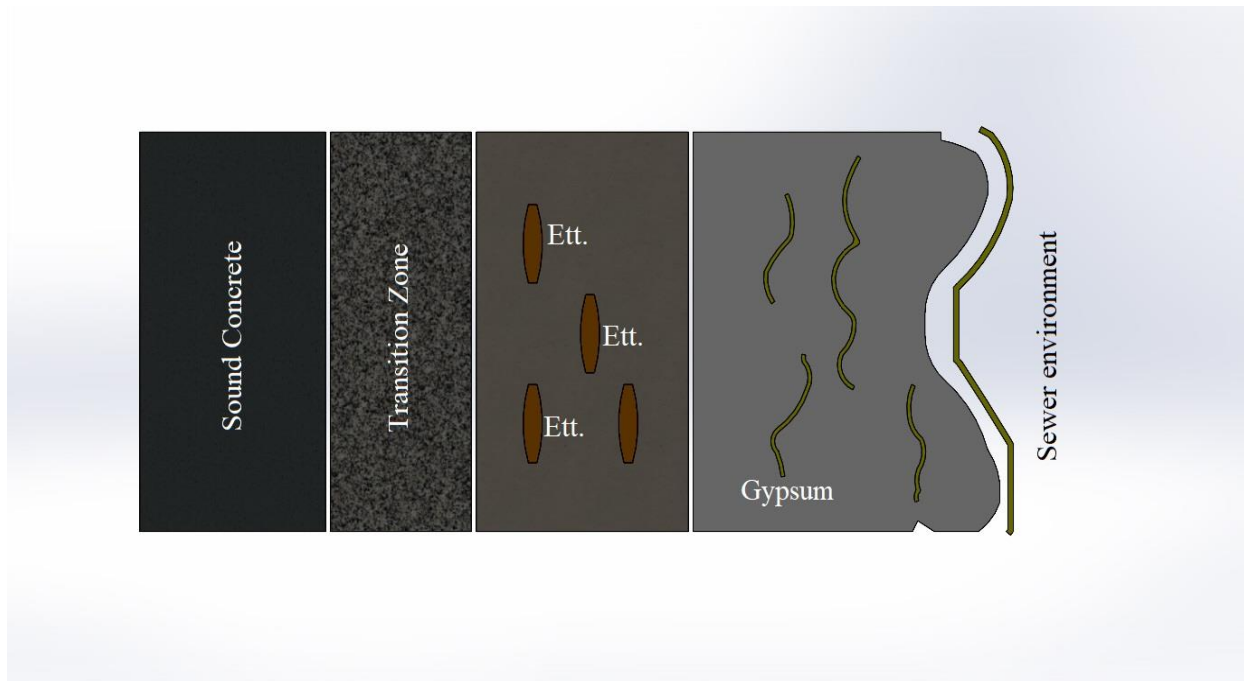 Sound Concrete
Transition Zone
Ett.
Ett.
Ett.
Gypsum
Sewer environment